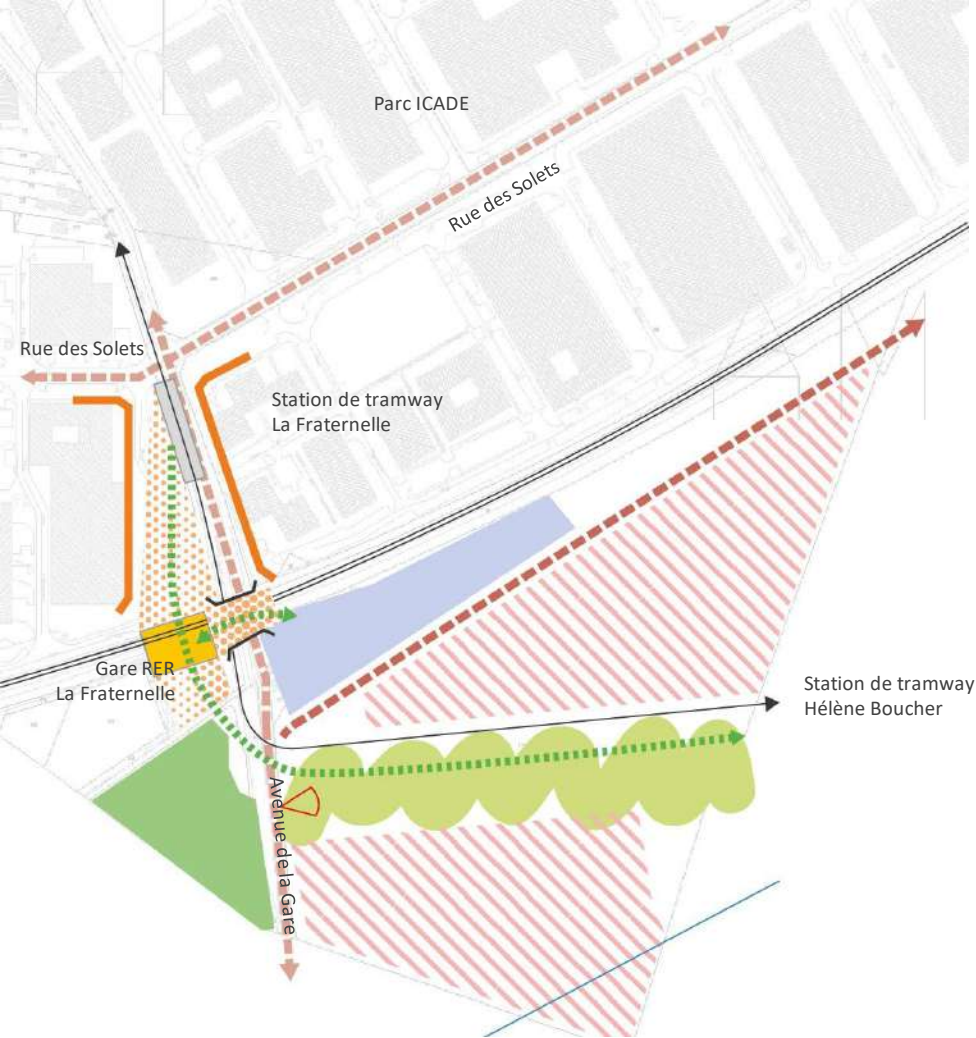 Parc ICADE
Rue des Solets
Rue des Solets
Station de tramway
La Fraternelle
Gare RER
La Fraternelle
Station de tramway
Hélène Boucher
Avenue de la Gare